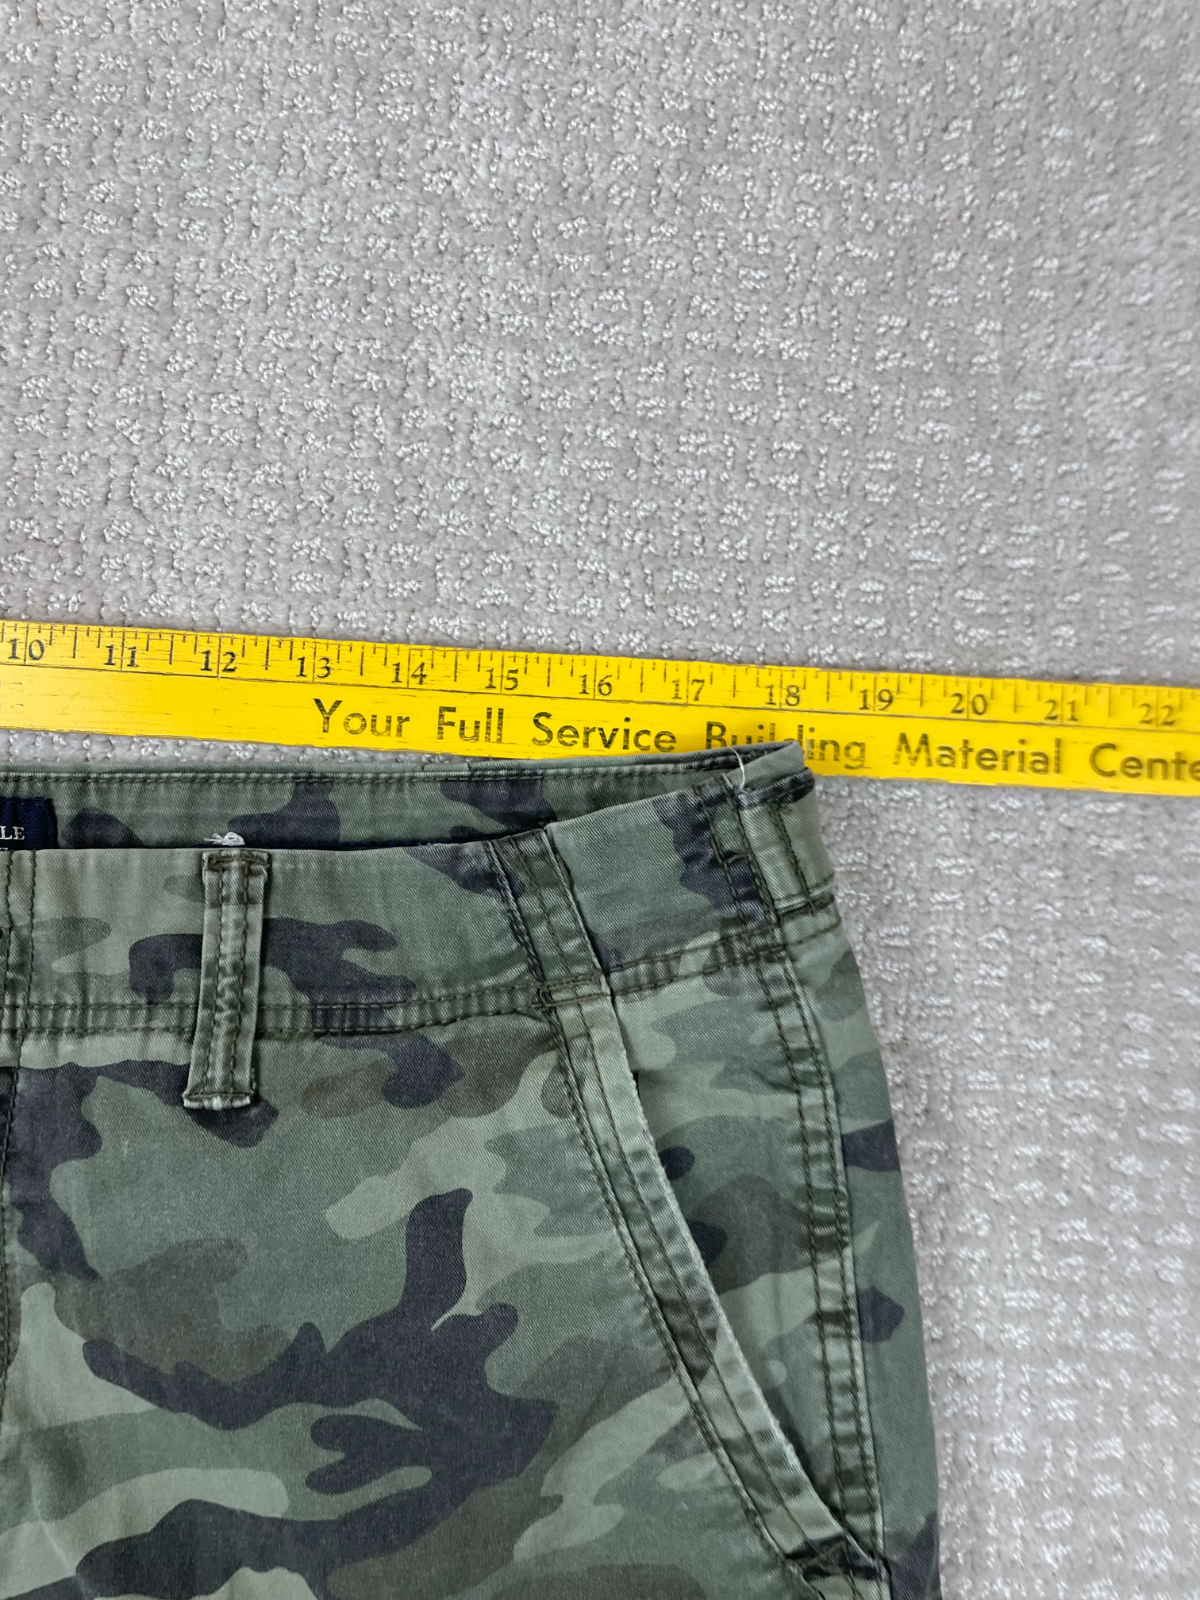 10 11 12 13 14 15 16 17 18 19 20 21 22
Your Full Service Building Material Cente
LE